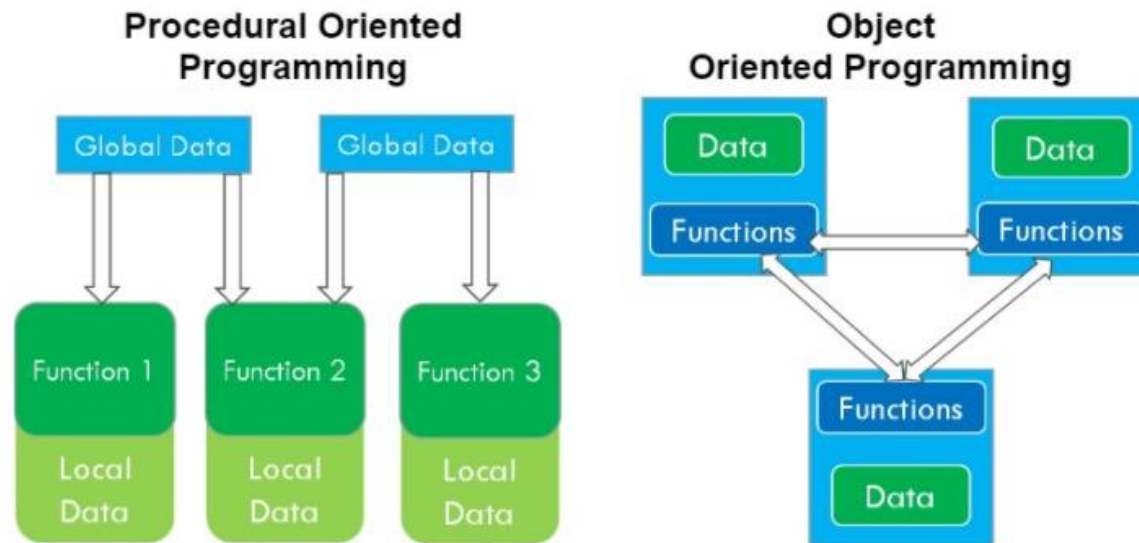 Procedural Oriented
Programming
Global Data
Global Data
Function 1
Function 2
Function 3
Local
Data
Local
Data
Local
Data
Object
Oriented Programming
Data
Data
Functions
Functions
Functions
Data